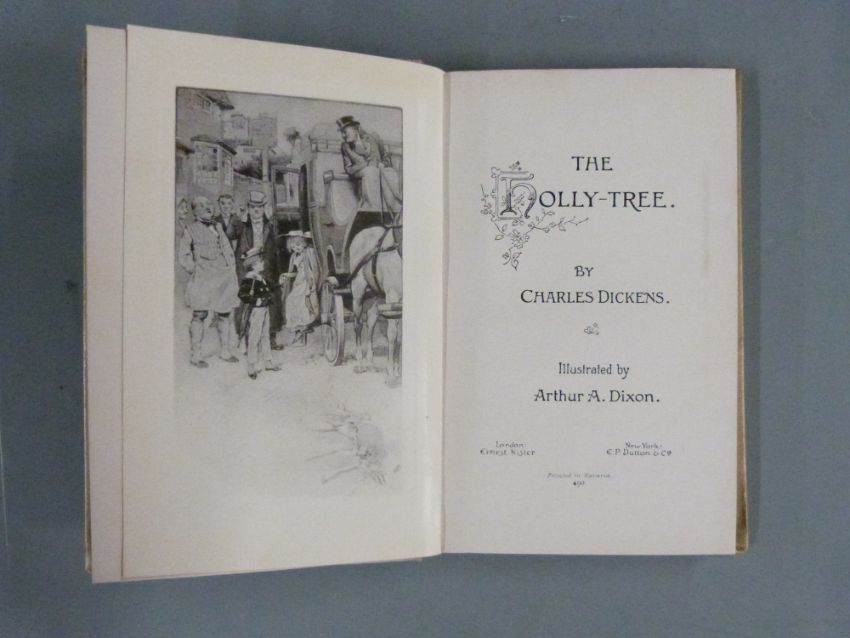 THE
HOLLY-TREE.
BY
CHARLES DICKENS.
Illustrated by
Arthur A. Dixon.
London: Ernest Nister
New York: E.P. Dutton & Co
Printed in Bavaria.
490.